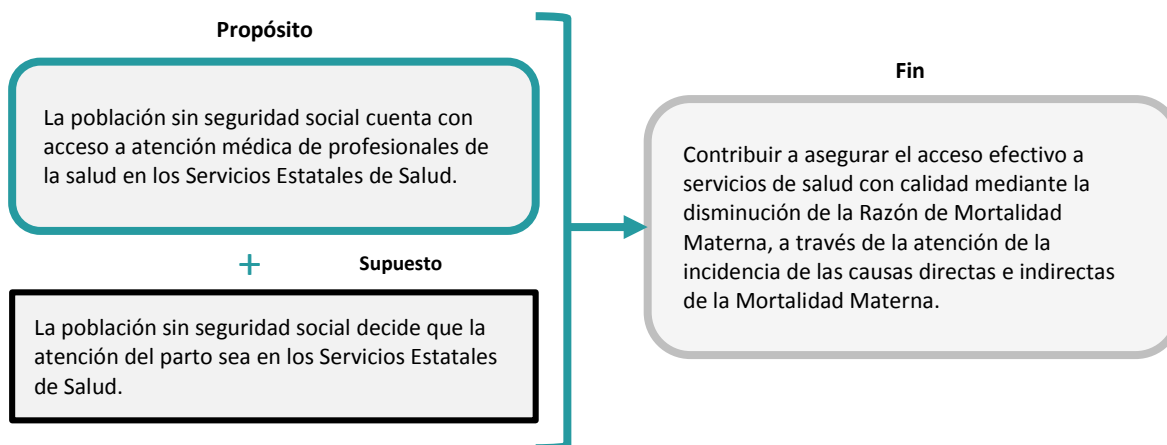 Propósito
La población sin seguridad social cuenta con
acceso a atención médica de profesionales de
la salud en los Servicios Estatales de Salud.
+
Supuesto
La población sin seguridad social decide que la
atención del parto sea en los Servicios Estatales
de Salud.
Fin
Contribuir a asegurar el acceso efectivo a
servicios de salud con calidad mediante la
disminución de la Razón de Mortalidad
Materna, a través de la atención de la
incidencia de las causas directas e indirectas
de la Mortalidad Materna.